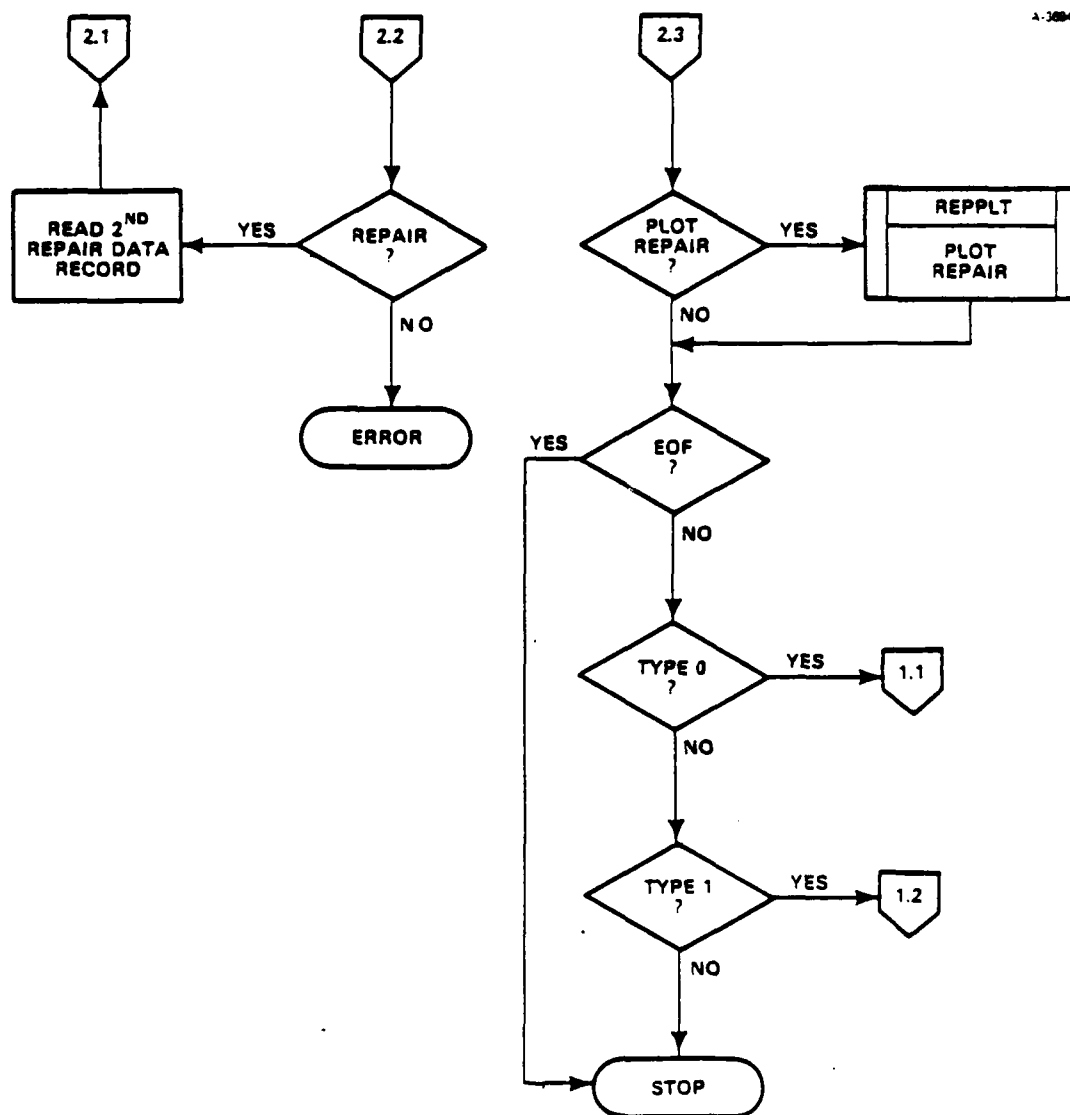 2.1
2.2
2.3
READ 2ND
REPAIR DATA
RECORD
YES
REPAIR
?
NO
ERROR
PLOT
REPAIR
?
YES
REPPLT
PLOT
REPAIR
NO
EOF
?
YES
NO
TYPE 0
?
YES
1.1
NO
TYPE 1
?
YES
1.2
NO
STOP